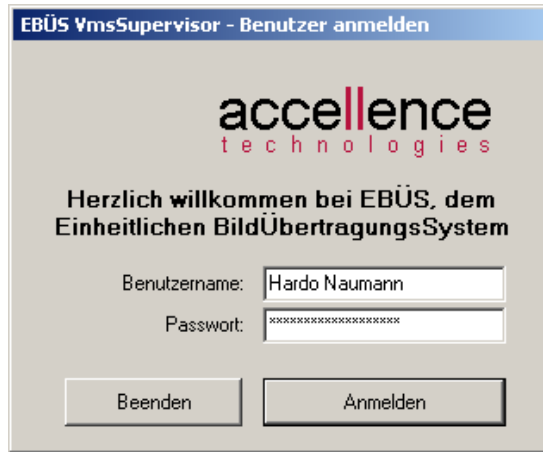 EBÜS VmsSupervisor - Benutzer anmelden
accellence
technologies
Herzlich willkommen bei EBÜS, dem
Einheitlichen BildÜbertragungsSystem
Benutzername: Hardo Naumann
Passwort: *******************
Beenden Anmelden